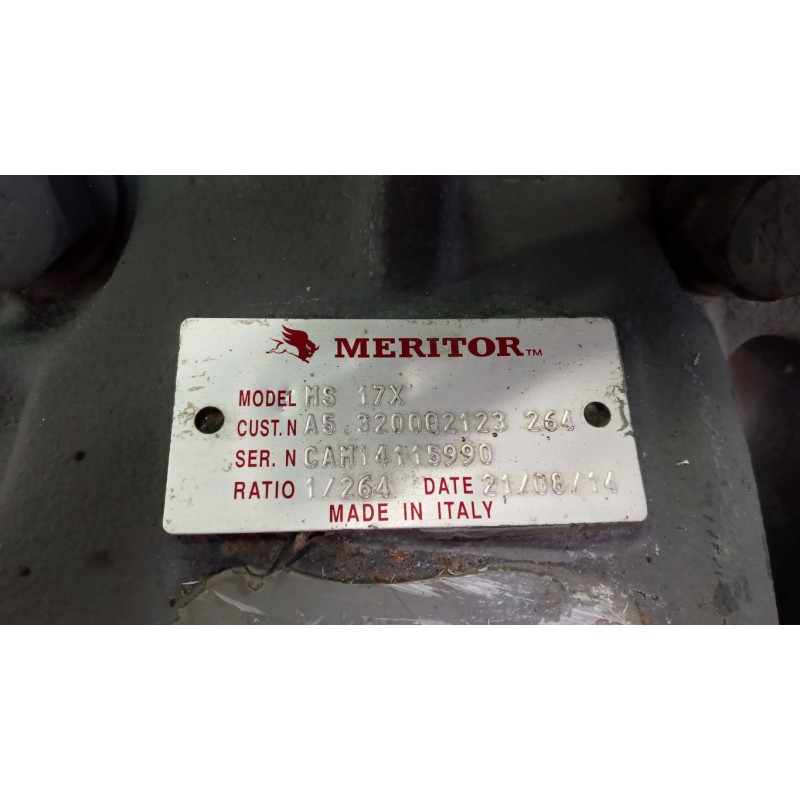 MERITOR™
MODEL MS 17X
CUST.N A5 3200Q2123 264
SER. N CAM14115990
RATIO 1/264 DATE 21/08/14
MADE IN ITALY